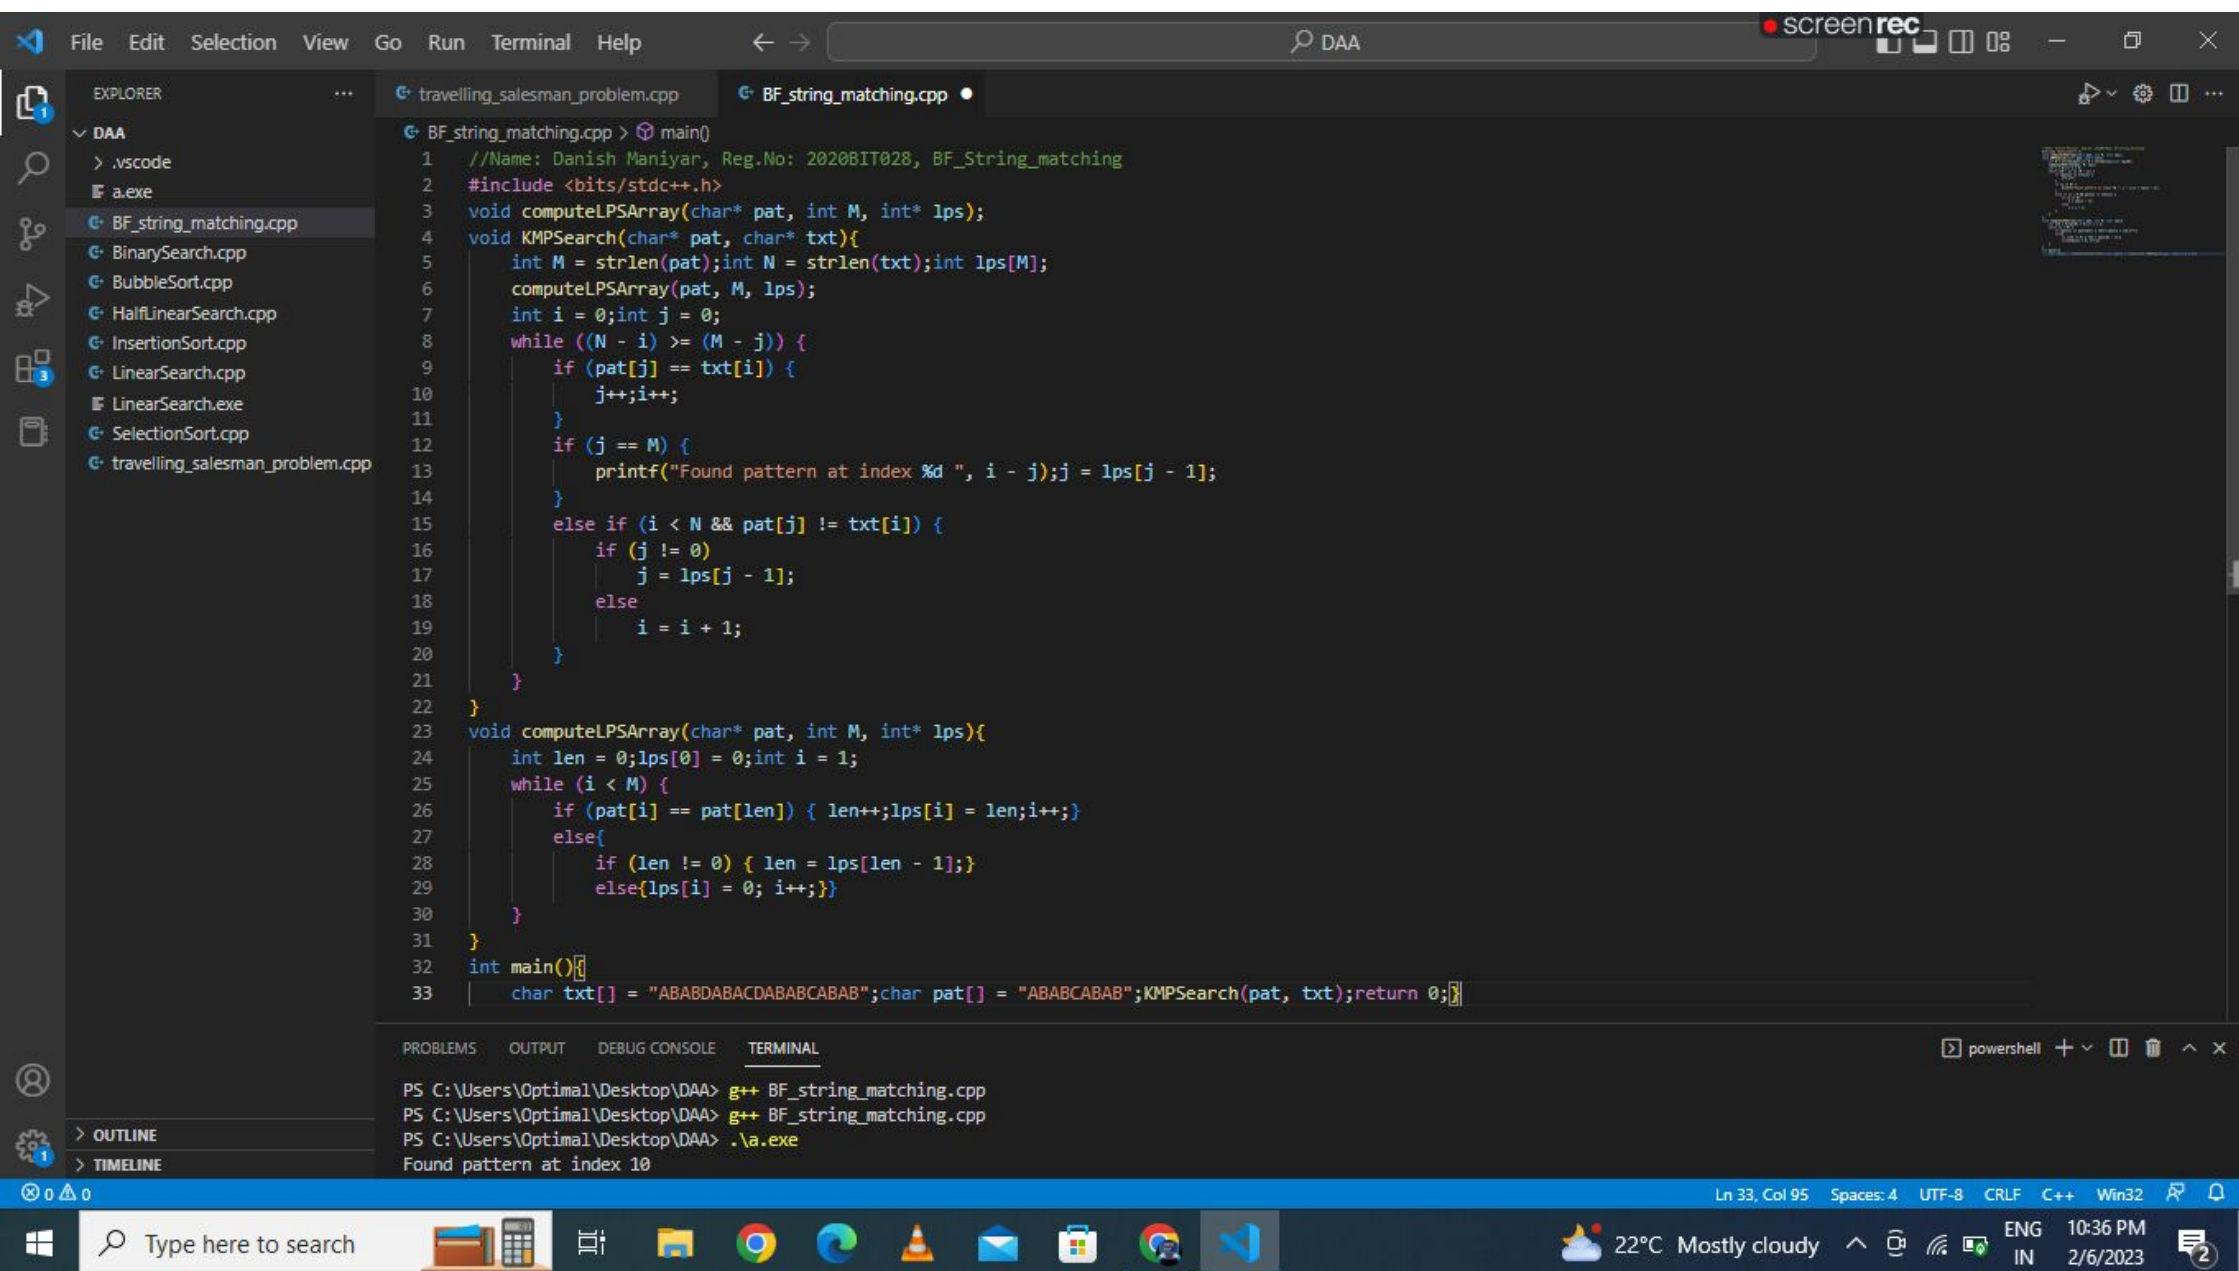 screenrec
File Edit Selection View Go Run Terminal Help
DAA
EXPLORER
DAA
.vscode
a.exe
BF_string_matching.cpp
BinarySearch.cpp
BubbleSort.cpp
HalfLinearSearch.cpp
InsertionSort.cpp
LinearSearch.cpp
LinearSearch.exe
SelectionSort.cpp
travelling_salesman_problem.cpp
OUTLINE
TIMELINE
travelling_salesman_problem.cpp BF_string_matching.cpp
BF_string_matching.cpp > main()
1 //Name: Danish Maniyar, Reg.No: 2020BIT028, BF_String_matching
2 #include <bits/stdc++.h>
3 void computeLPSArray(char* pat, int M, int* lps);
4 void KMPSearch(char* pat, char* txt){
5 int M = strlen(pat);int N = strlen(txt);int lps[M];
6 computeLPSArray(pat, M, lps);
7 int i = 0;int j = 0;
8 while ((N - i) >= (M - j)) {
9 if (pat[j] == txt[i]) {
10 j++;i++;
11 }
12 if (j == M) {
13 printf("Found pattern at index %d ", i - j);j = lps[j - 1];
14 }
15 else if (i < N && pat[j] != txt[i]) {
16 if (j != 0)
17 j = lps[j - 1];
18 else
19 i = i + 1;
20 }
21 }
22 }
23 void computeLPSArray(char* pat, int M, int* lps){
24 int len = 0;lps[0] = 0;int i = 1;
25 while (i < M) {
26 if (pat[i] == pat[len]) { len++;lps[i] = len;i++;}
27 else{
28 if (len != 0) { len = lps[len - 1];}
29 else{lps[i] = 0; i++;}}
30 }
31 }
32 int main(){
33 char txt[] = "ABABDABACDABABCABAB";char pat[] = "ABABCABAB";KMPSearch(pat, txt);return 0;}
PROBLEMS OUTPUT DEBUG CONSOLE TERMINAL
powershell
PS C:\Users\Optimal\Desktop\DAA> g++ BF_string_matching.cpp
PS C:\Users\Optimal\Desktop\DAA> g++ BF_string_matching.cpp
PS C:\Users\Optimal\Desktop\DAA> .\a.exe
Found pattern at index 10
0 0
Ln 33, Col 95 Spaces: 4 UTF-8 CRLF C++ Win32
Type here to search
22°C Mostly cloudy
ENG
IN
10:36 PM
2/6/2023
2
1
3
1